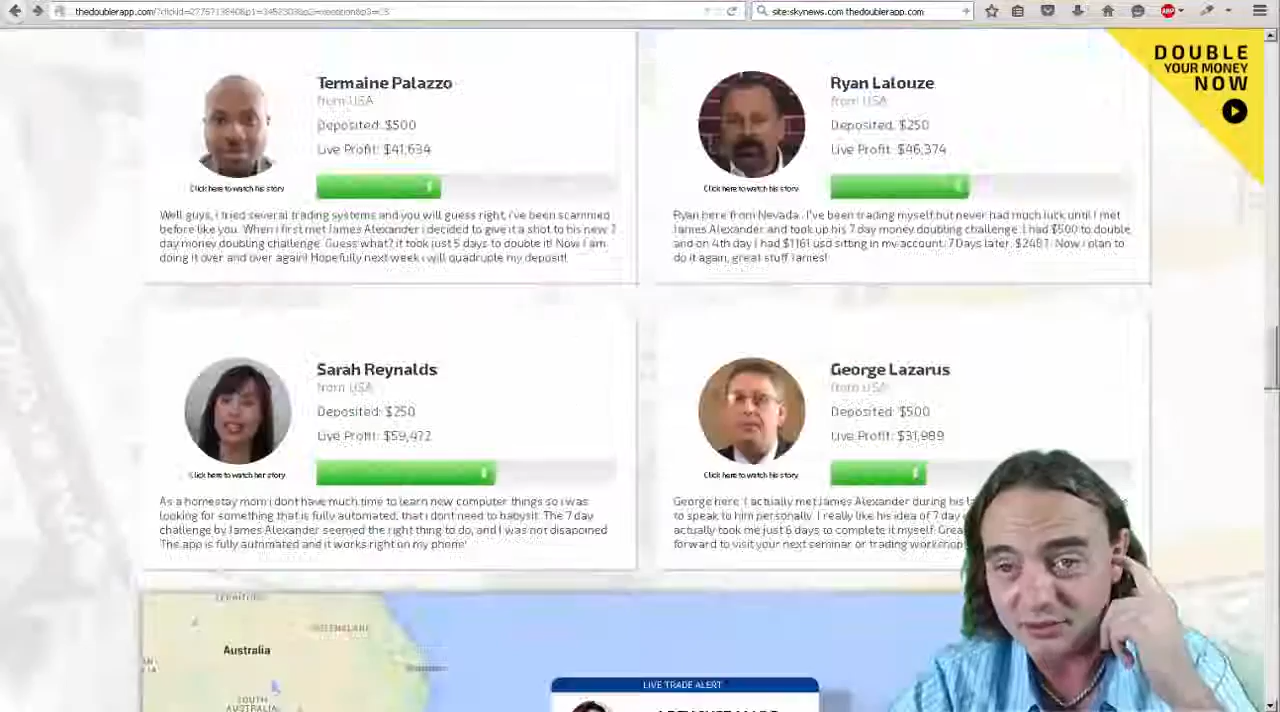 thedoublerapp.com/
site:skynews.com thedoublerapp.com
DOUBLE
YOUR MONEY
NOW
Termaine Palazzo
from USA
Deposited: $500
Live Profit: $41,634
Click here to watch his story
Well guys, i tried several trading systems and you will guess right, i've been scammed
before like you. When i first met James Alexander i decided to give it a shot to his new 7
day money doubling challenge. Guess what? it took just 5 days to double it! Now I am
doing it over and over again! Hopefully next week i will quadruple my deposit!
Ryan Lalouze
from USA
Deposited: $250
Live Profit: $46,374
Click here to watch his story
Ryan here from Nevada. I've been trading myself but never had much luck until I met
James Alexander and took up his 7 day money doubling challenge. I had $500 to double
and on 4th day I had $1161 usd sitting in my account. 7 Days later, $2487. Now i plan to
do it again, great stuff James!
Sarah Reynalds
from USA
Deposited: $250
Live Profit: $59,472
Click here to watch her story
As a homestay mom i dont have much time to learn new computer things so i was
looking for something that is fully automated, that i dont need to babysit. The 7 day
challenge by James Alexander seemed the right thing to do, and I was not disaponed
The app is fully autmated and it works right on my phone!
George Lazarus
from USA
Deposited: $500
Live Profit: $31,989
Click here to watch his story
George here. I actually met James Alexander during his
to speak to him personally. I really like his idea of 7 day
actually took me just 6 days to complete it myself.
forward to visit your next seminar or trading workshop
QUEENSLAND
Australia
SOUTH
AUSTRALIA
LIVE TRADE ALERT